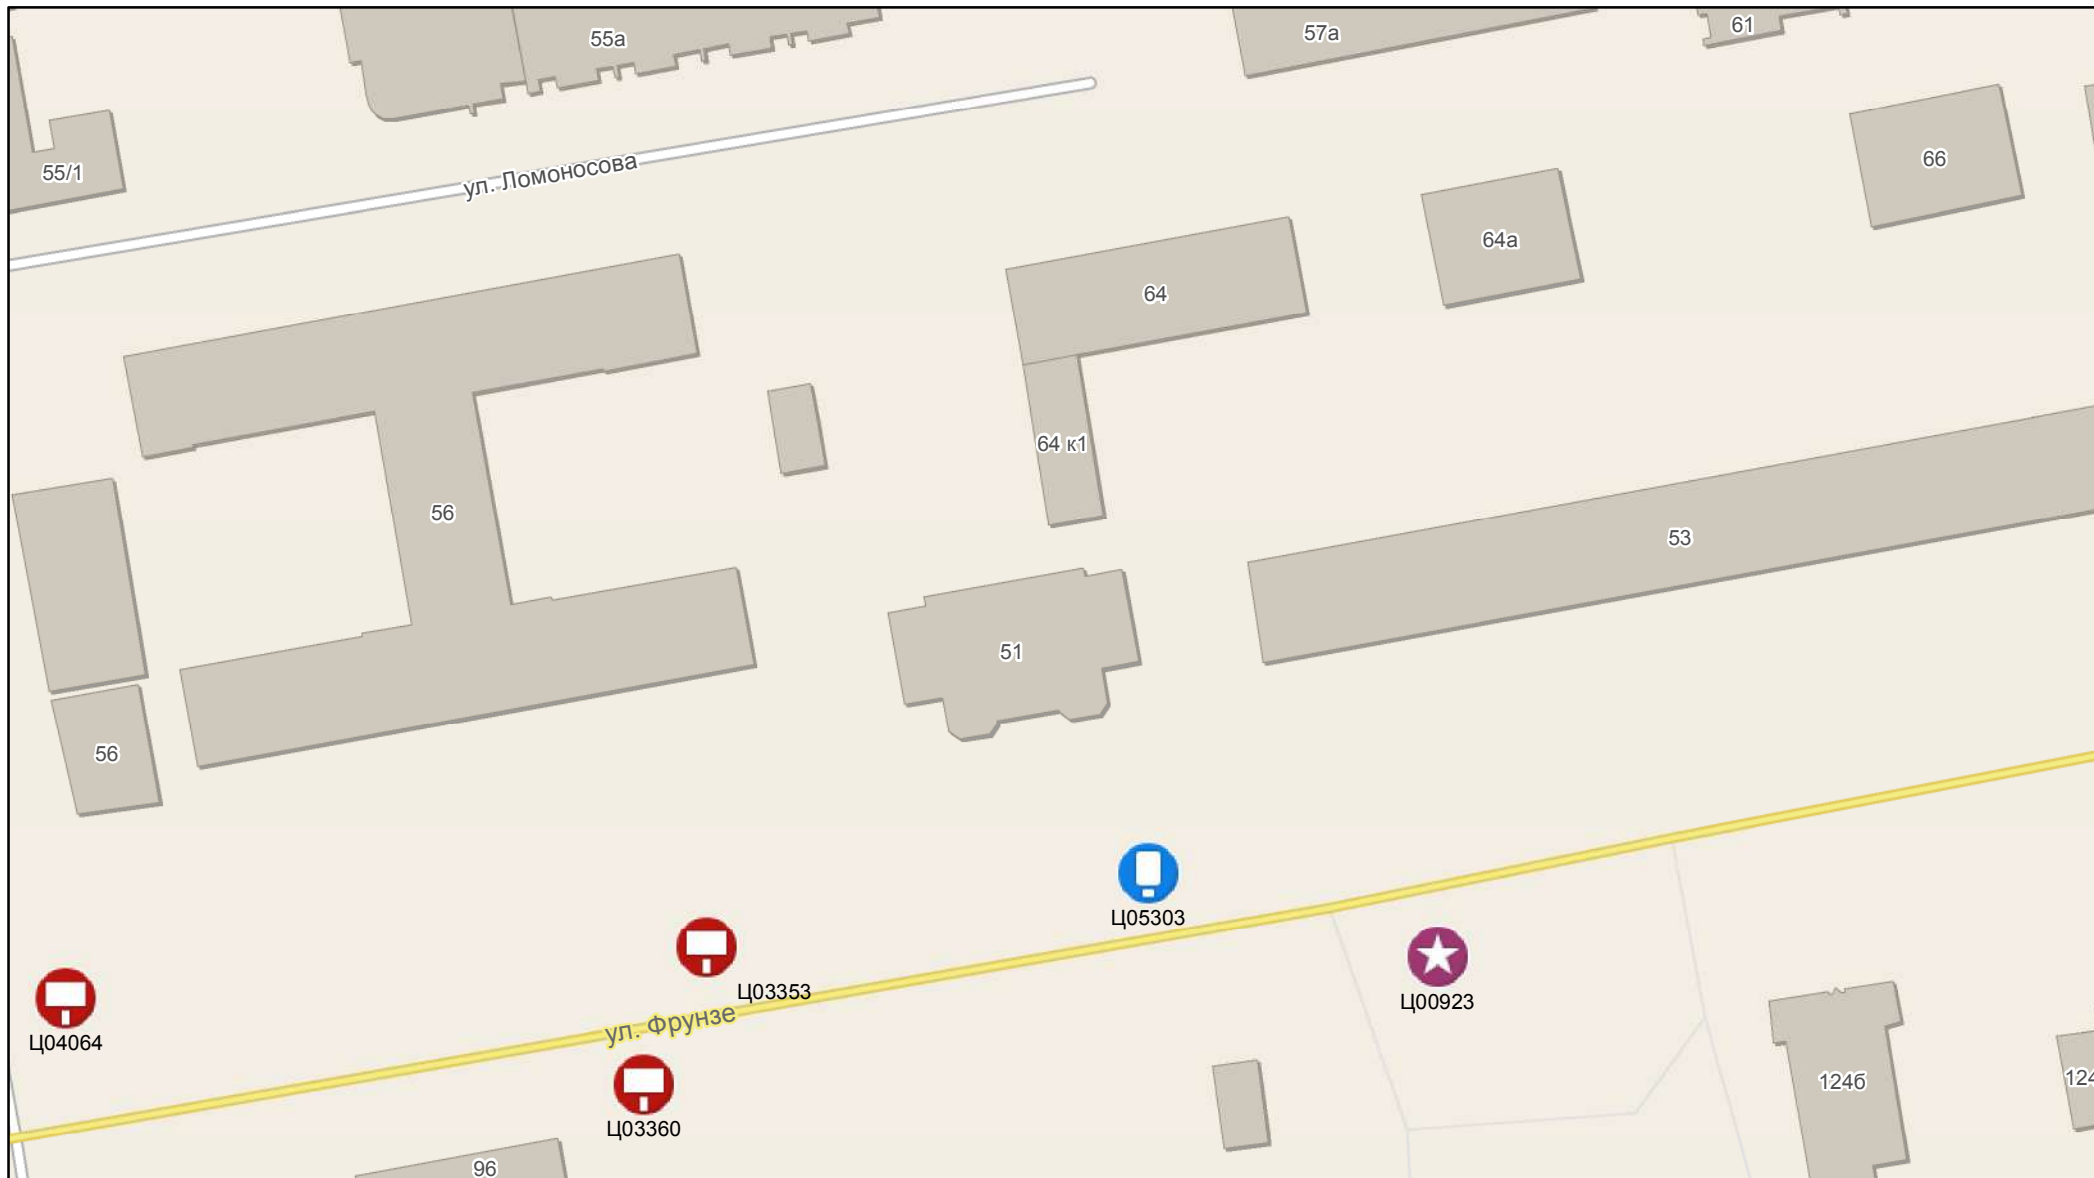 55а
57а
61
55/1
ул. Ломоносова
66
64а
64
64 к1
56
53
51
56
Ц05303
Ц03353
Ц00923
Ц04064
ул. Фрунзе
Ц03360
124б
124
96